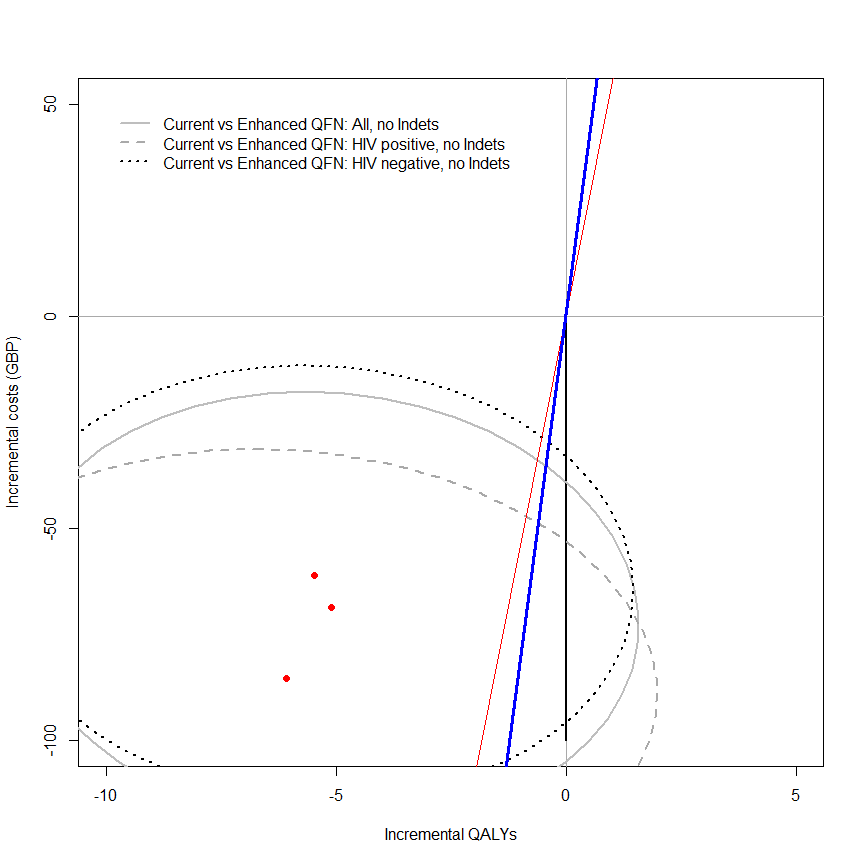 50
Current vs Enhanced QFN: All, no Indets
Current vs Enhanced QFN: HIV positive, no Indets
Current vs Enhanced QFN: HIV negative, no Indets
0
Incremental costs (GBP)
-50
-100
-10 -5 0 5
Incremental QALYs